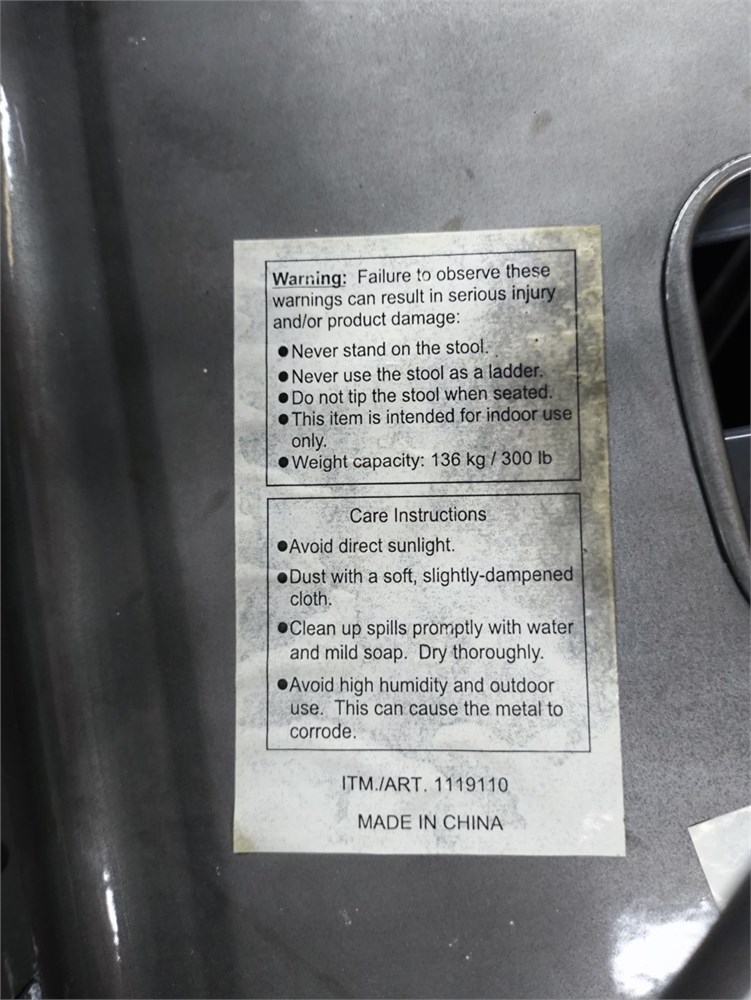 Warning: Failure to observe these
warnings can result in serious injury
and/or product damage:
●Never stand on the stool.
●Never use the stool as a ladder.
●Do not tip the stool when seated.
●This item is intended for indoor use
only.
●Weight capacity: 136 kg / 300 lb
Care Instructions
●Avoid direct sunlight.
●Dust with a soft, slightly-dampened
cloth.
●Clean up spills promptly with water
and mild soap. Dry thoroughly.
●Avoid high humidity and outdoor
use. This can cause the metal to
corrode.
ITM./ART. 1119110
MADE IN CHINA